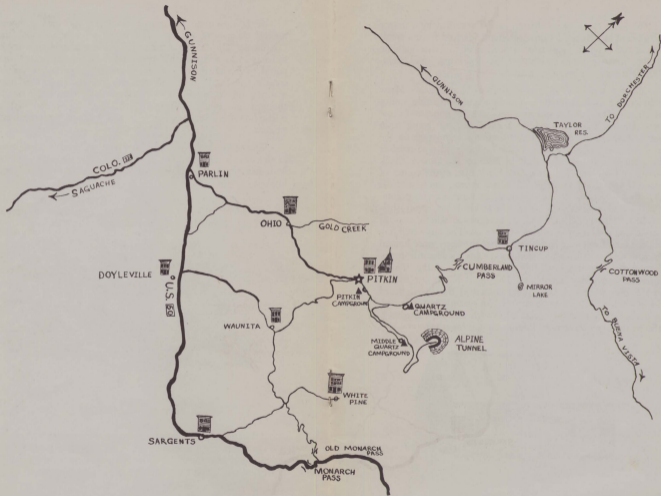 GUNNISON
GUNNISON
TO DORCHESTER
TAYLOR
RES.
COLO.
SAGUACHE
PARLIN
OHIO
GOLD CREEK
TINCUP
DOYLEVILLE
U.S.
PITKIN
CUMBERLAND
PASS
COTTONWOOD
PASS
MIRROR
LAKE
PITKIN
CAMPGROUND
QUARTZ
CAMPGROUND
WAUNITA
MIDDLE
QUARTZ
CAMPGROUND
ALPINE
TUNNEL
TO BUENA VISTA
WHITE
PINE
SARGENTS
OLD MONARCH
PASS
MONARCH
PASS